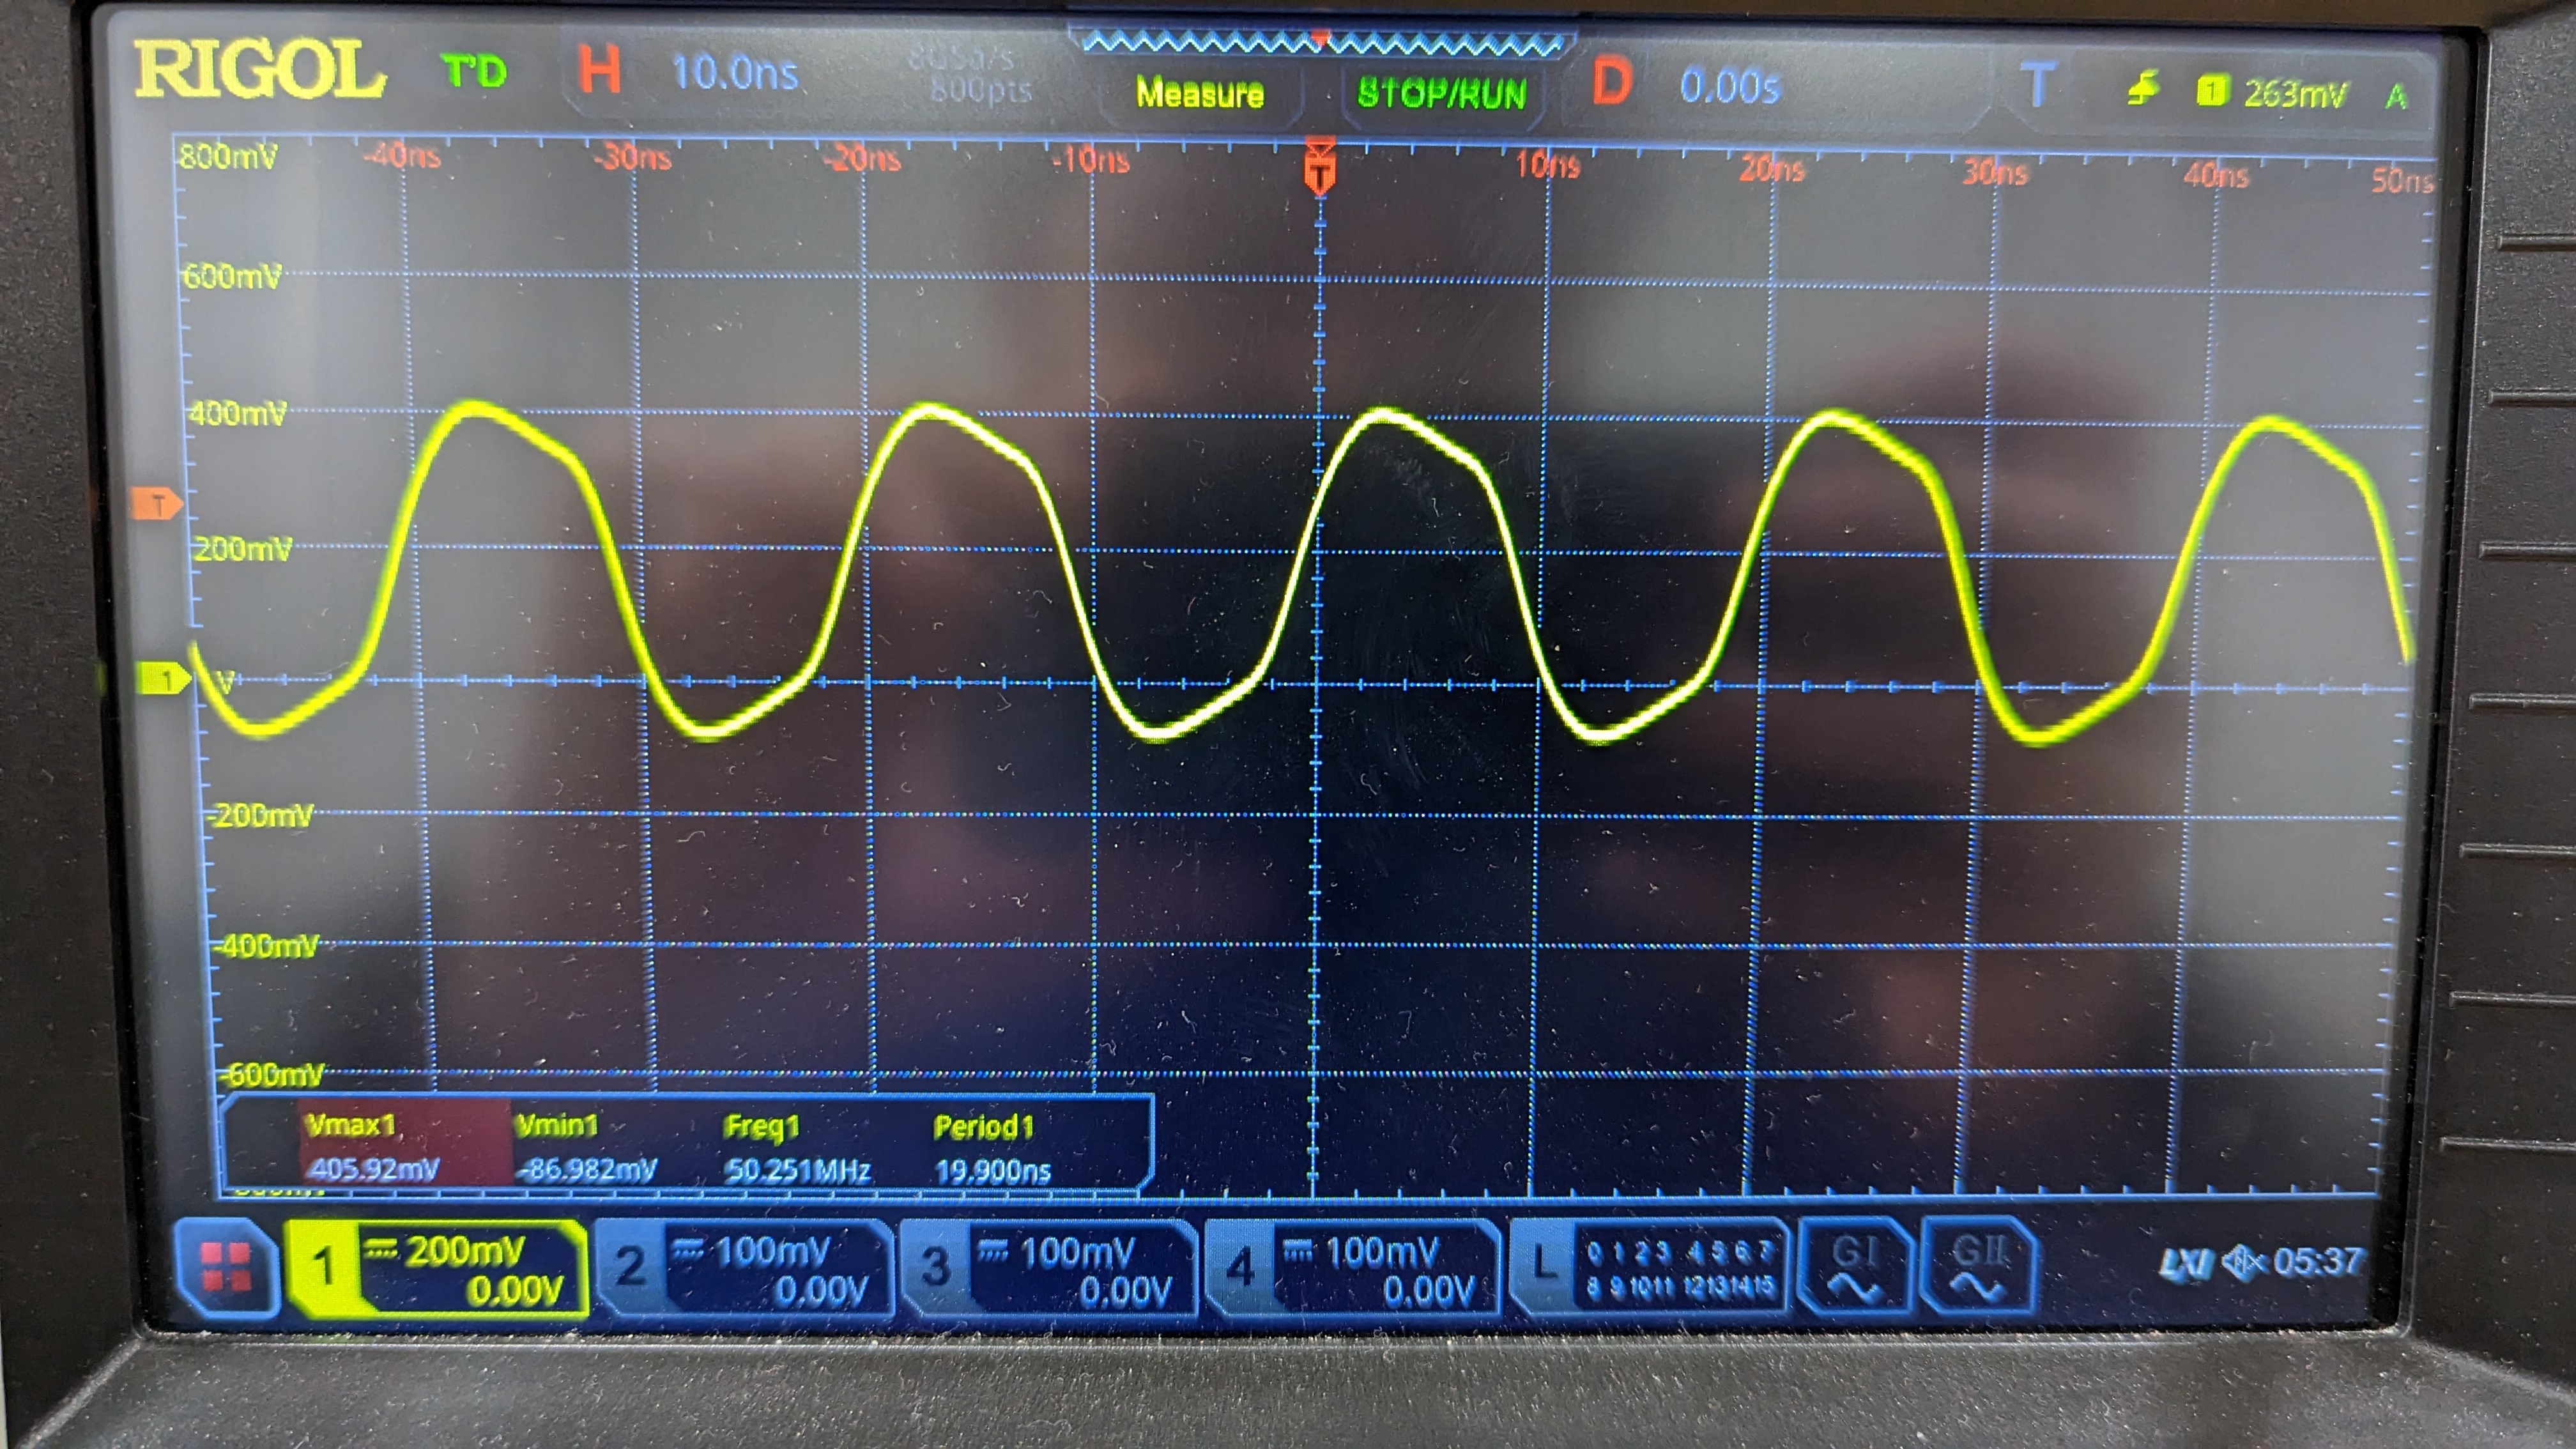 RIGOL T'D H 10.0ns 8GSa/s D 0.00s T 1 263mV A
800pts Measure STOP/RUN
800mV -40ns -30ns -20ns -10ns T 10ns 20ns 30ns 40ns 50ns
600mV
400mV
T
200mV
1 V
-200mV
-400mV
-600mV
Vmax1 Vmin1 Freq1 Period1
405.92mV -86.982mV 50.251MHz 19.900ns
1 200mV 2 100mV 3 100mV 4 100mV L 0 1 2 3 4 5 6 7 GI GII LXI 05:37
0.00V 0.00V 0.00V 0.00V 8 9 10 11 12 13 14 15